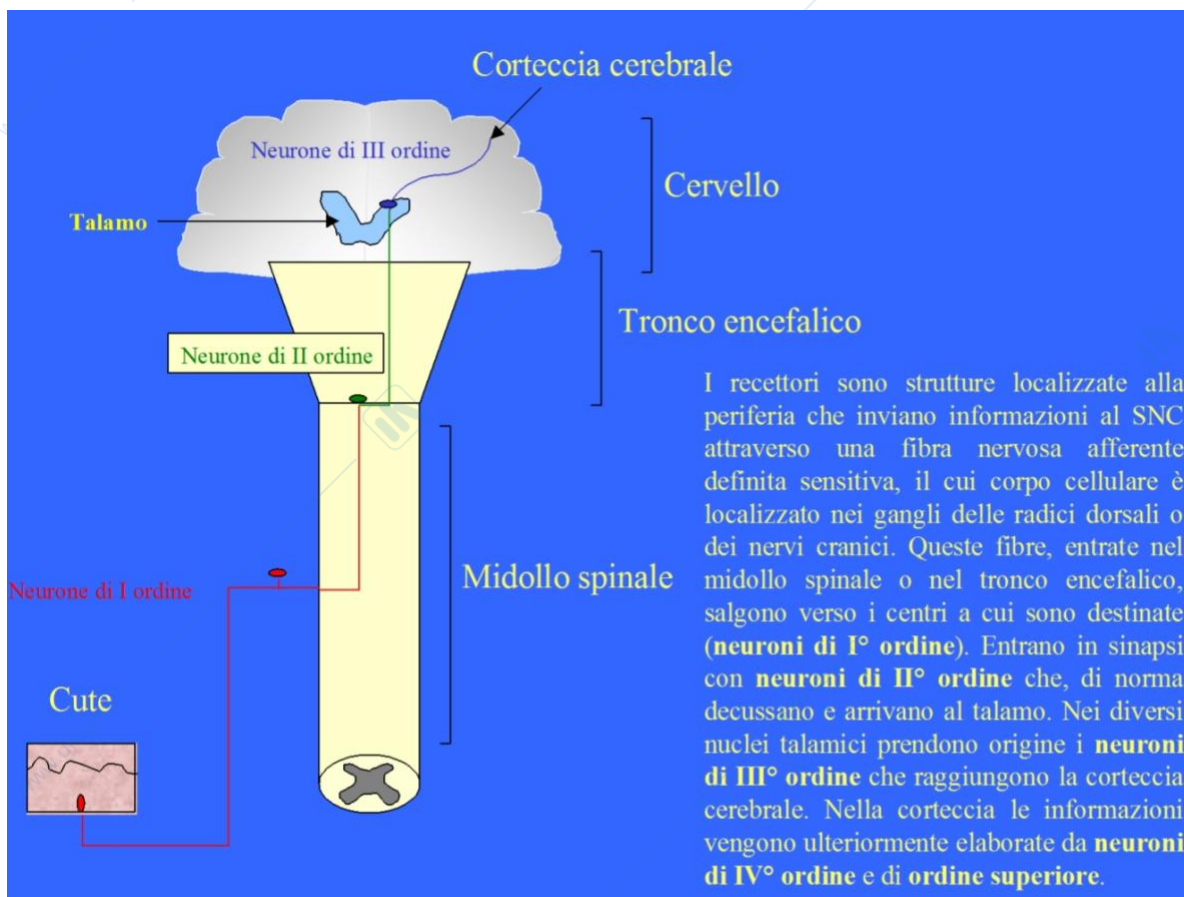 Corteccia cerebrale
Neurone di III ordine
Cervello
Talamo
Tronco encefalico
Neurone di II ordine
I recettori sono strutture localizzate alla
periferia che inviano informazioni al SNC
attraverso una fibra nervosa afferente
definita sensitiva, il cui corpo cellulare è
localizzato nei gangli delle radici dorsali o
dei nervi cranici. Queste fibre, entrate nel
midollo spinale o nel tronco encefalico,
salgono verso i centri a cui sono destinate
(neuroni di I° ordine). Entrano in sinapsi
con neuroni di II° ordine che, di norma
decussano e arrivano al talamo. Nei diversi
nuclei talamici prendono origine i neuroni
di III° ordine che raggiungono la corteccia
cerebrale. Nella corteccia le informazioni
vengono ulteriormente elaborate da neuroni
di IV° ordine e di ordine superiore.
Midollo spinale
Neurone di I ordine
Cute